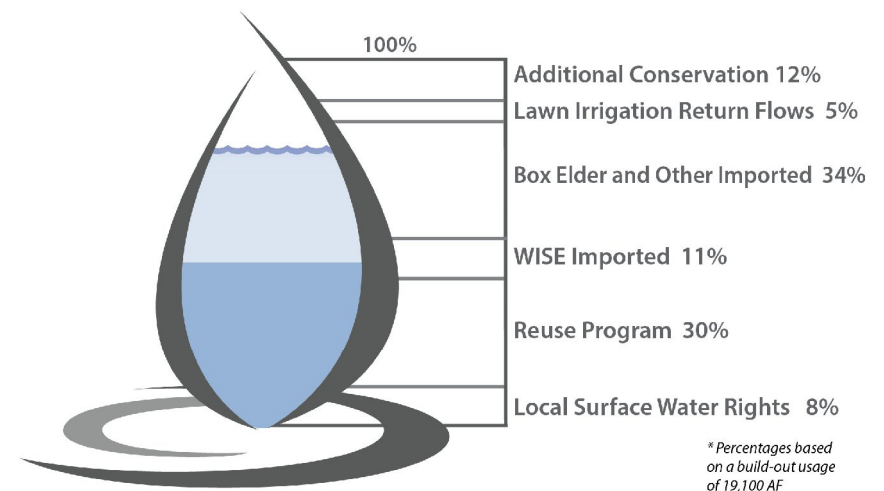 100%
Additional Conservation 12%
Lawn Irrigation Return Flows 5%
Box Elder and Other Imported 34%
WISE Imported 11%
Reuse Program 30%
Local Surface Water Rights 8%
* Percentages based
on a build-out usage
of 19,100 AF